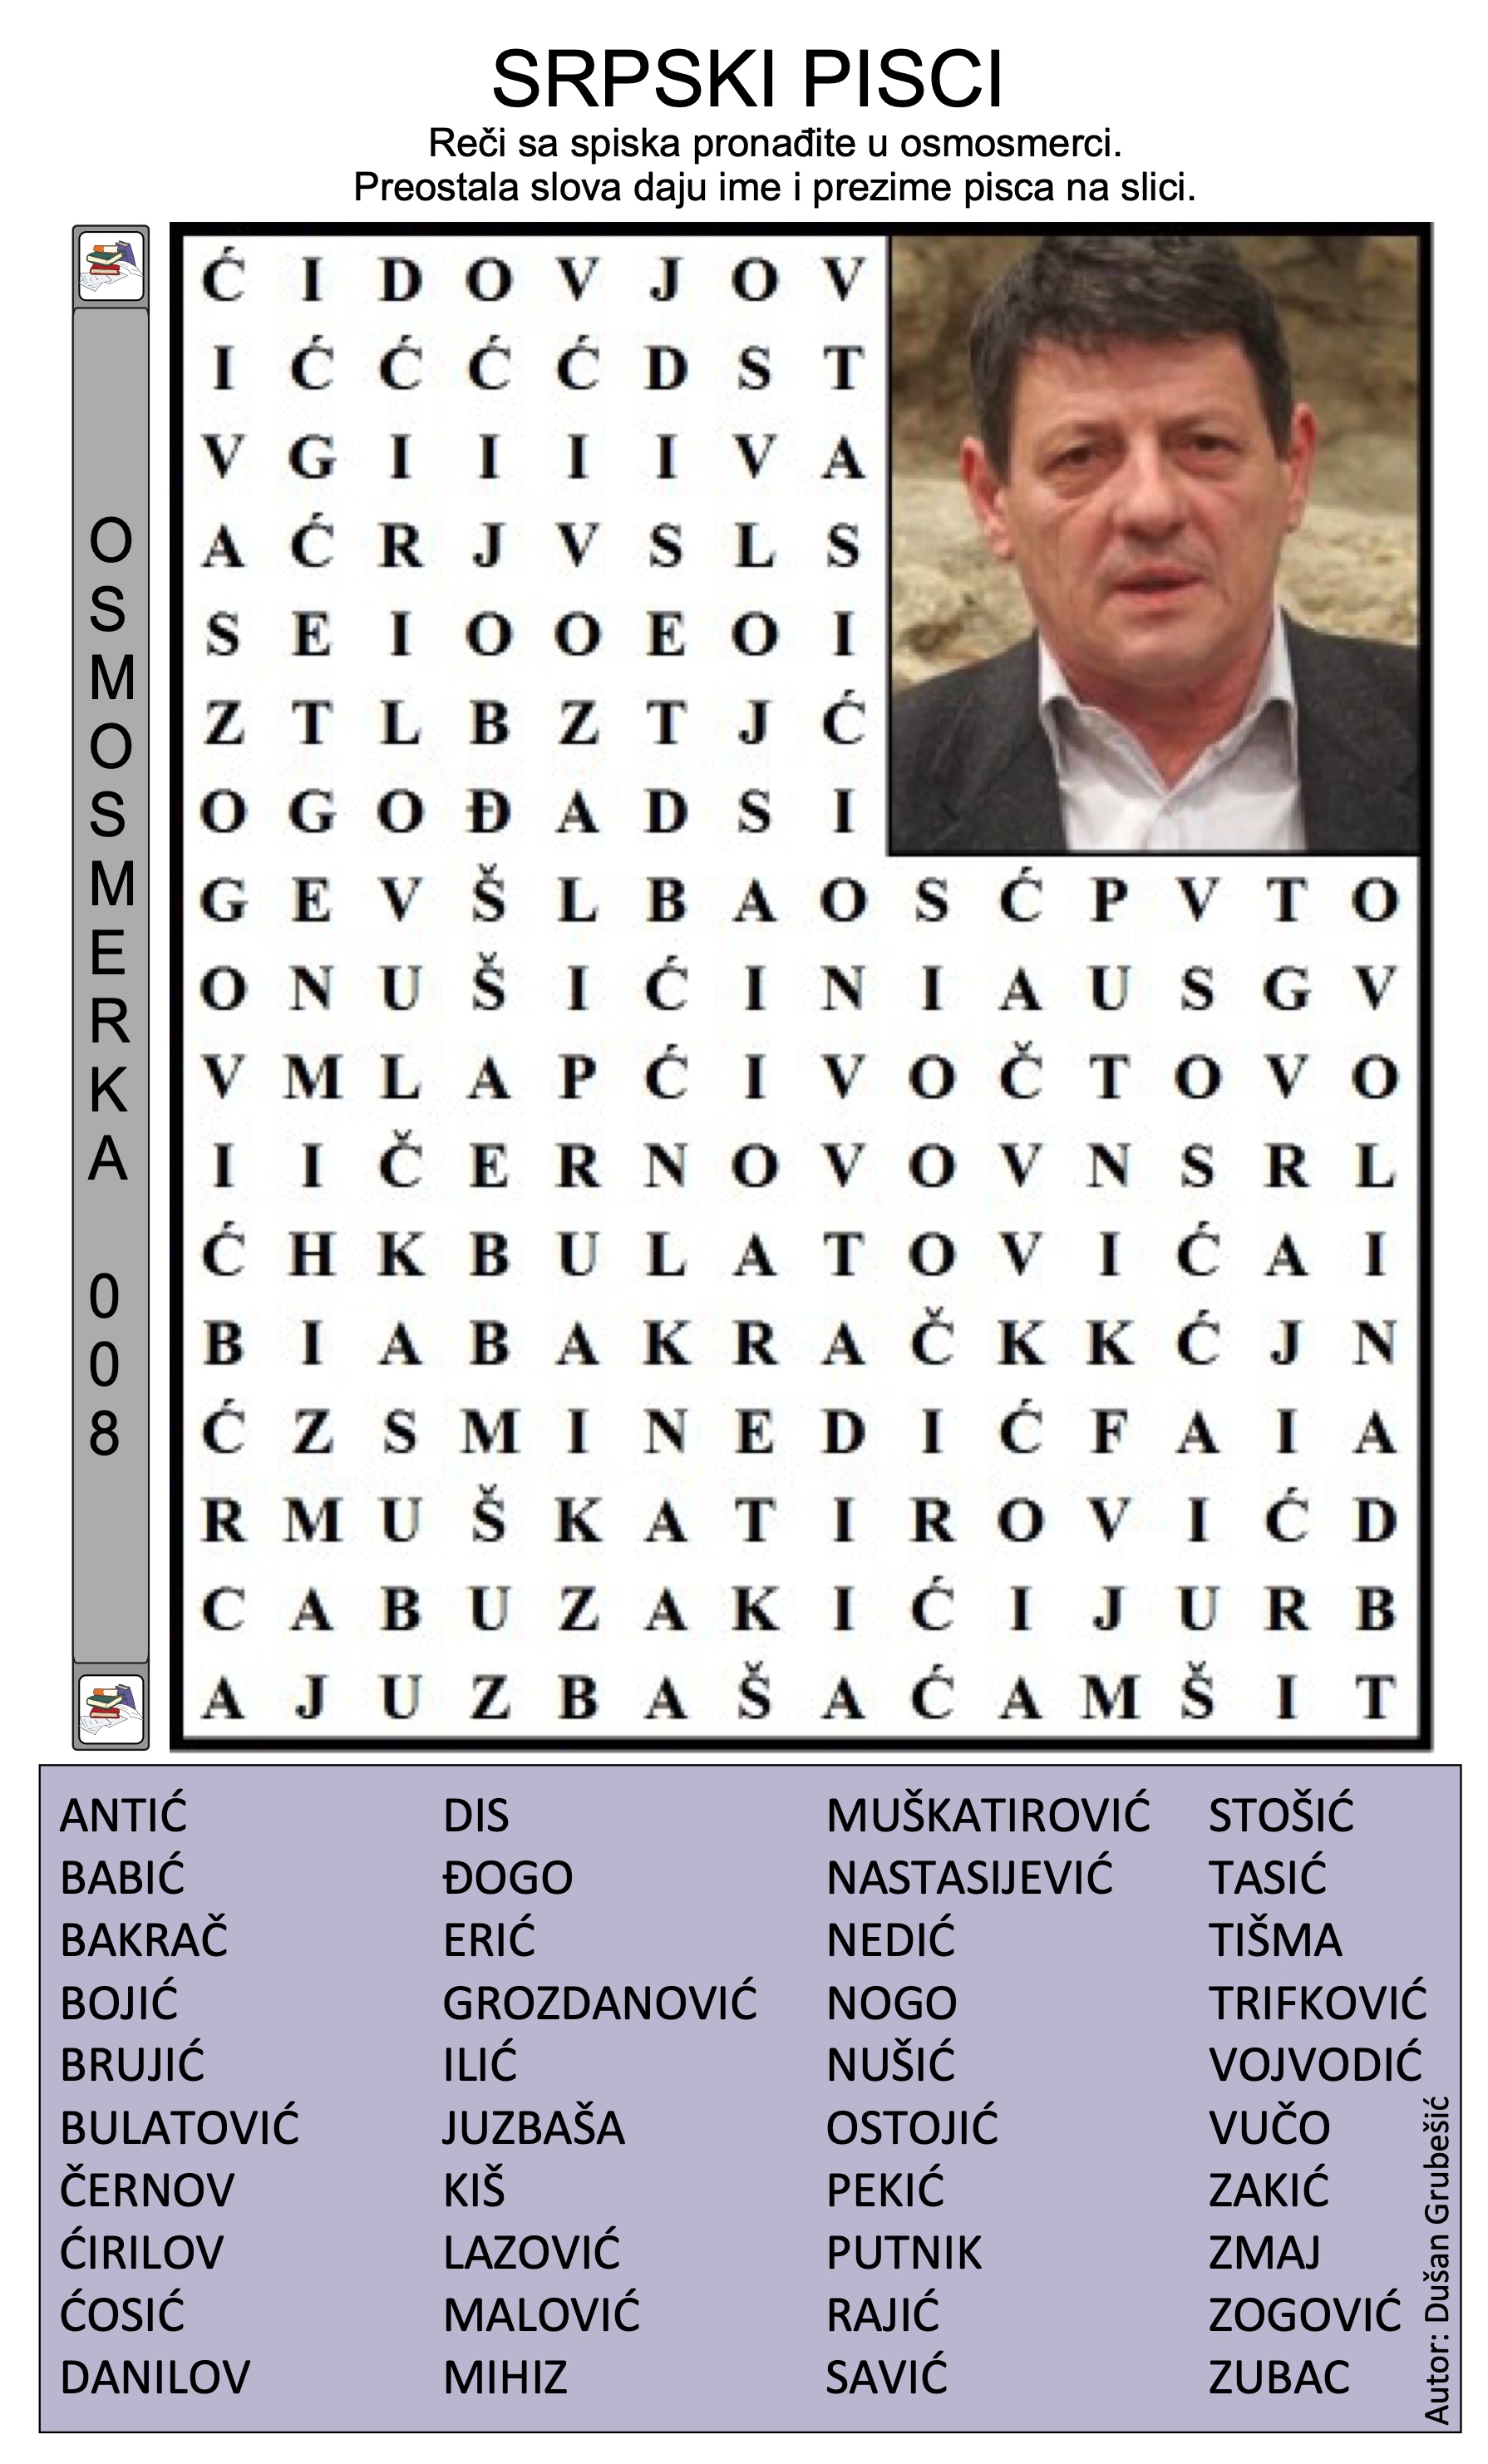 SRPSKI PISCI
Reči sa spiska pronađite u osmosmerci.
Preostala slova daju ime i prezime pisca na slici.
OSMOSMERKA 008
Ć I D O V J O V
I Ć Ć Ć Ć D S T
V G I I I I V A
A Ć R J V S L S
S E I O O E O I
Z T L B Z T J Ć
O G O Đ A D S I
G E V Š L B A O S Ć P V T O
O N U Š I Ć I N I A U S G V
V M L A P Ć I V O Č T O V O
I I Č E R N O V O V N S R L
Ć H K B U L A T O V I Ć A I
B I A B A K R A Č K K Ć J N
Ć Z S M I N E D I Ć F A I A
R M U Š K A T I R O V I Ć D
C A B U Z A K I Ć I J U R B
A J U Z B A Š A Ć A M Š I T
ANTIĆ
BABIĆ
BAKRAČ
BOJIĆ
BRUJIĆ
BULATOVIĆ
ČERNOV
ĆIRILOV
ĆOSIĆ
DANILOV
DIS
ĐOGO
ERIĆ
GROZDANOVIĆ
ILIĆ
JUZBAŠA
KIŠ
LAZOVIĆ
MALOVIĆ
MIHIZ
MUŠKATIROVIĆ
NASTASIJEVIĆ
NEDIĆ
NOGO
NUŠIĆ
OSTOJIĆ
PEKIĆ
PUTNIK
RAJIĆ
SAVIĆ
STOŠIĆ
TASIĆ
TIŠMA
TRIFKOVIĆ
VOJVODIĆ
VUČO
ZAKIĆ
ZMAJ
ZOGOVIĆ
ZUBAC
Autor: Dušan Grubešić